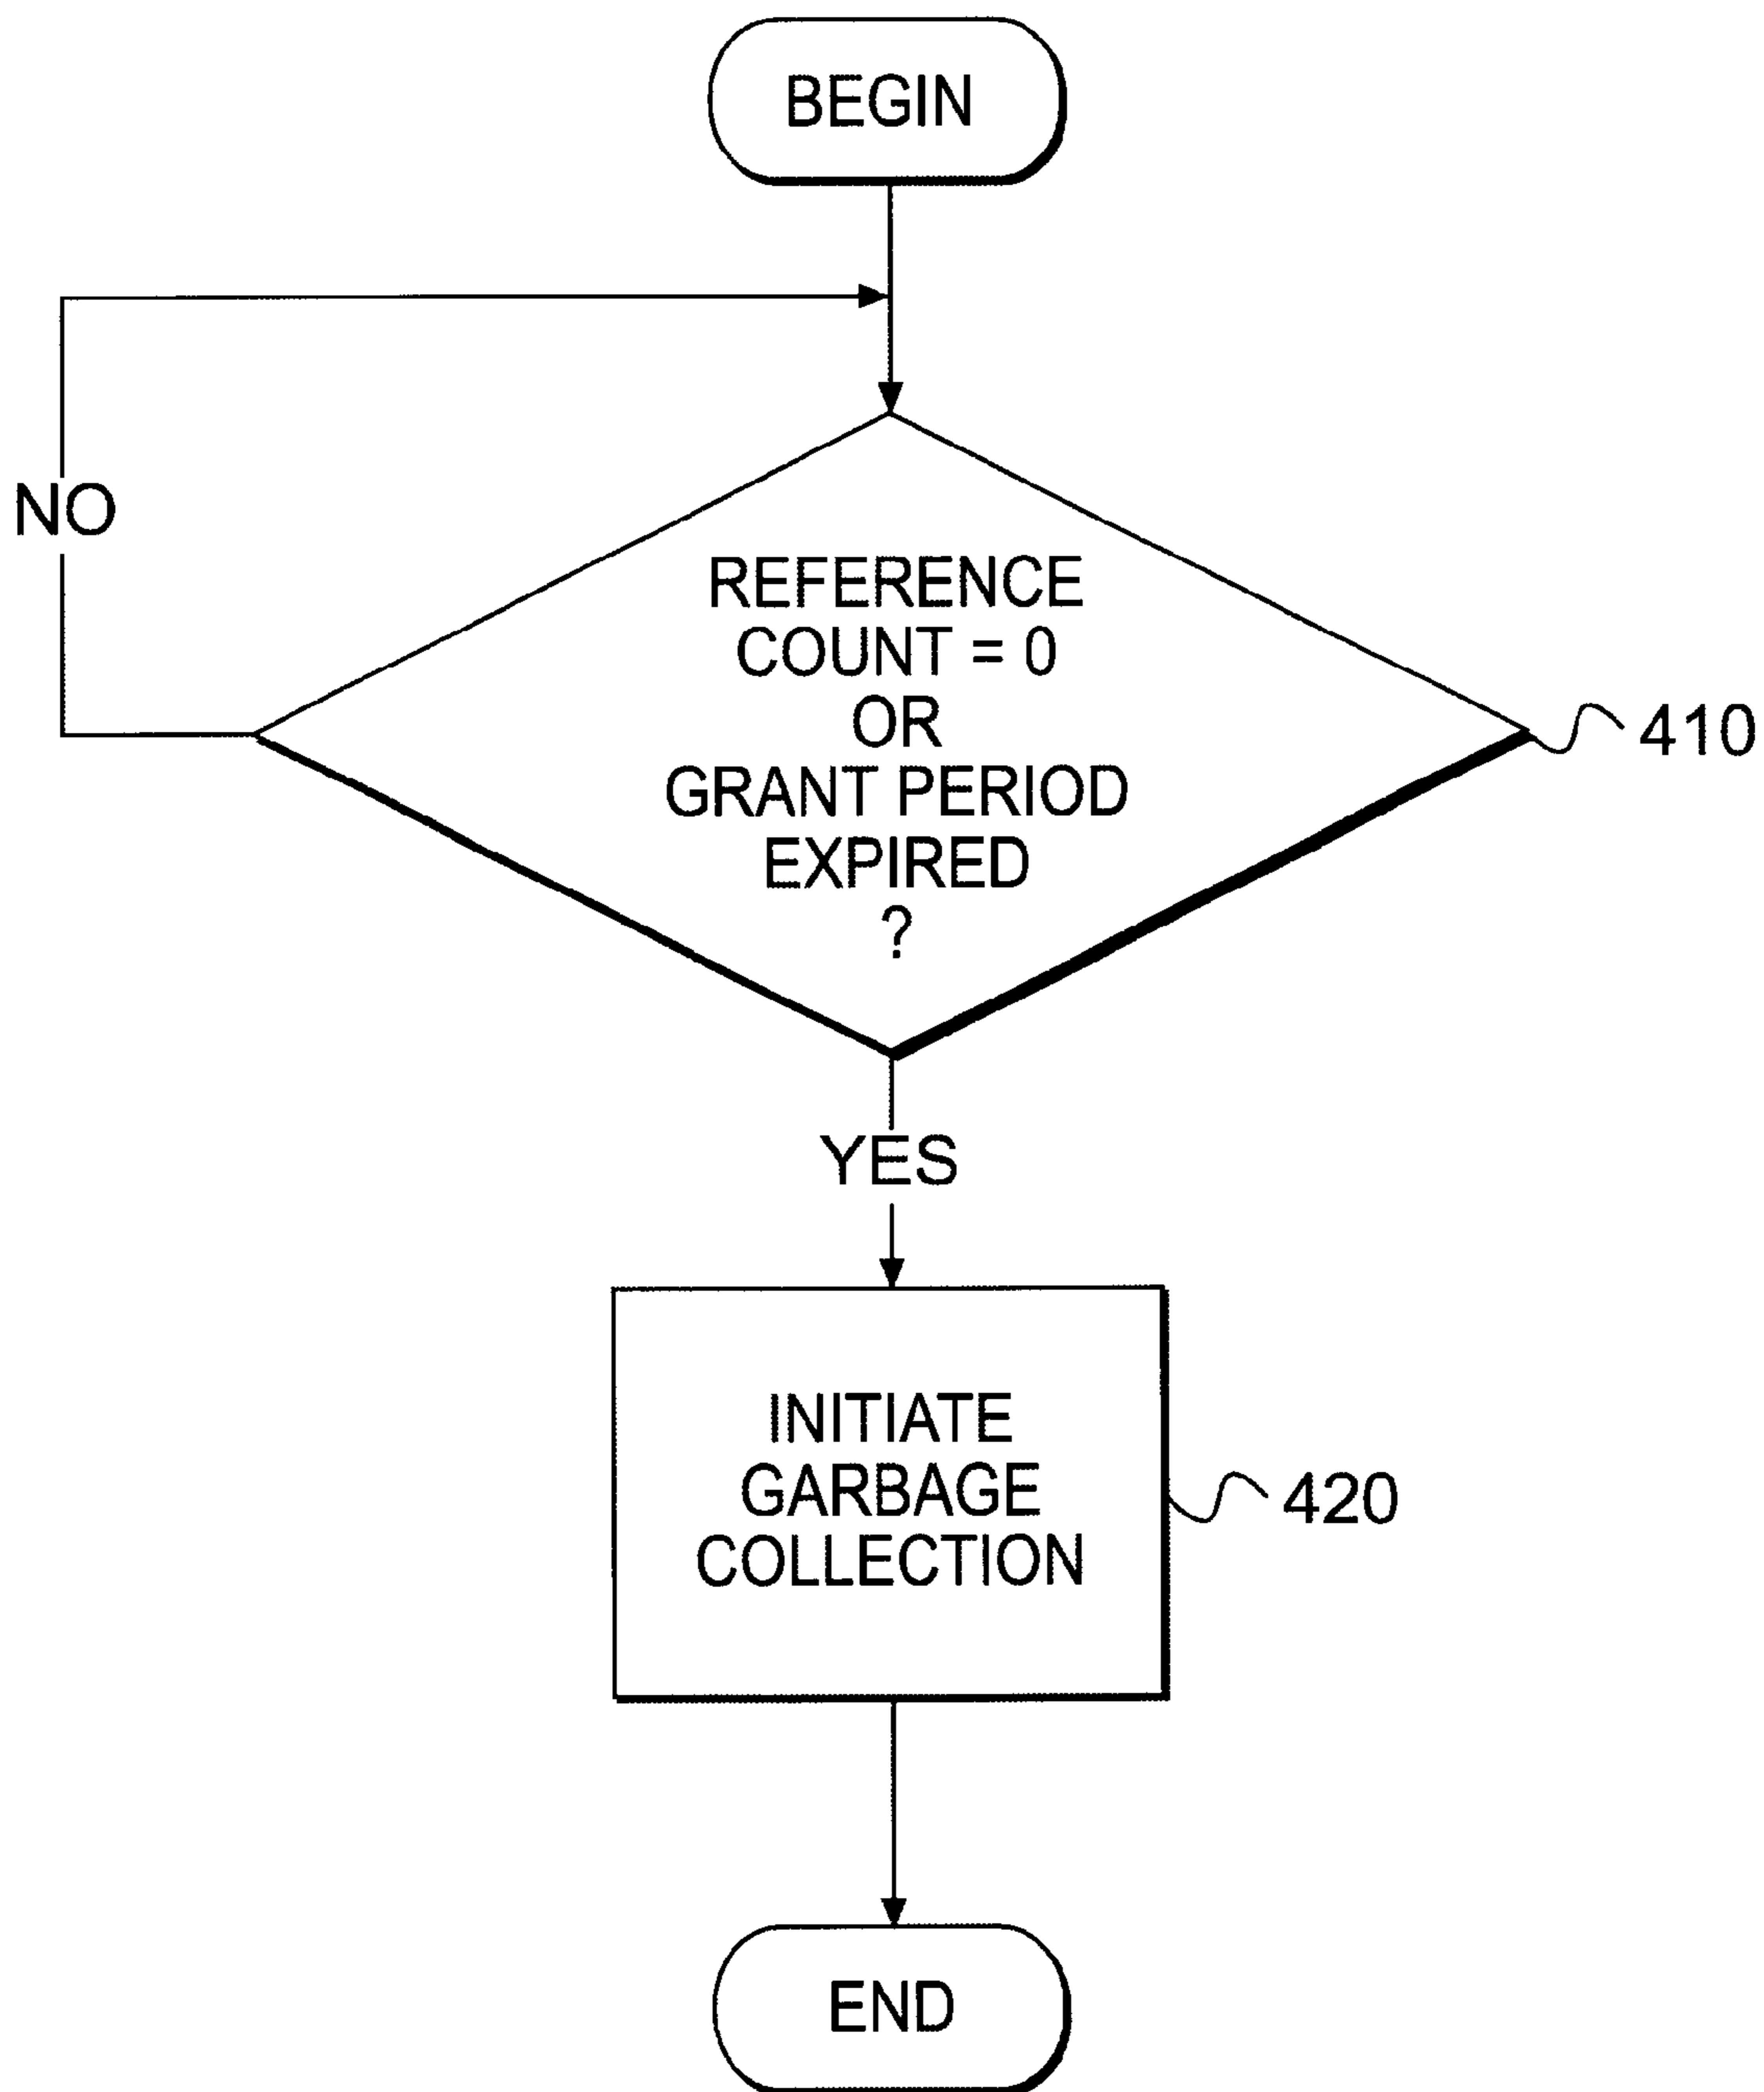 BEGIN
NO
REFERENCE
COUNT = 0
OR
GRANT PERIOD
EXPIRED
?
410
YES
INITIATE
GARBAGE
COLLECTION
420
END